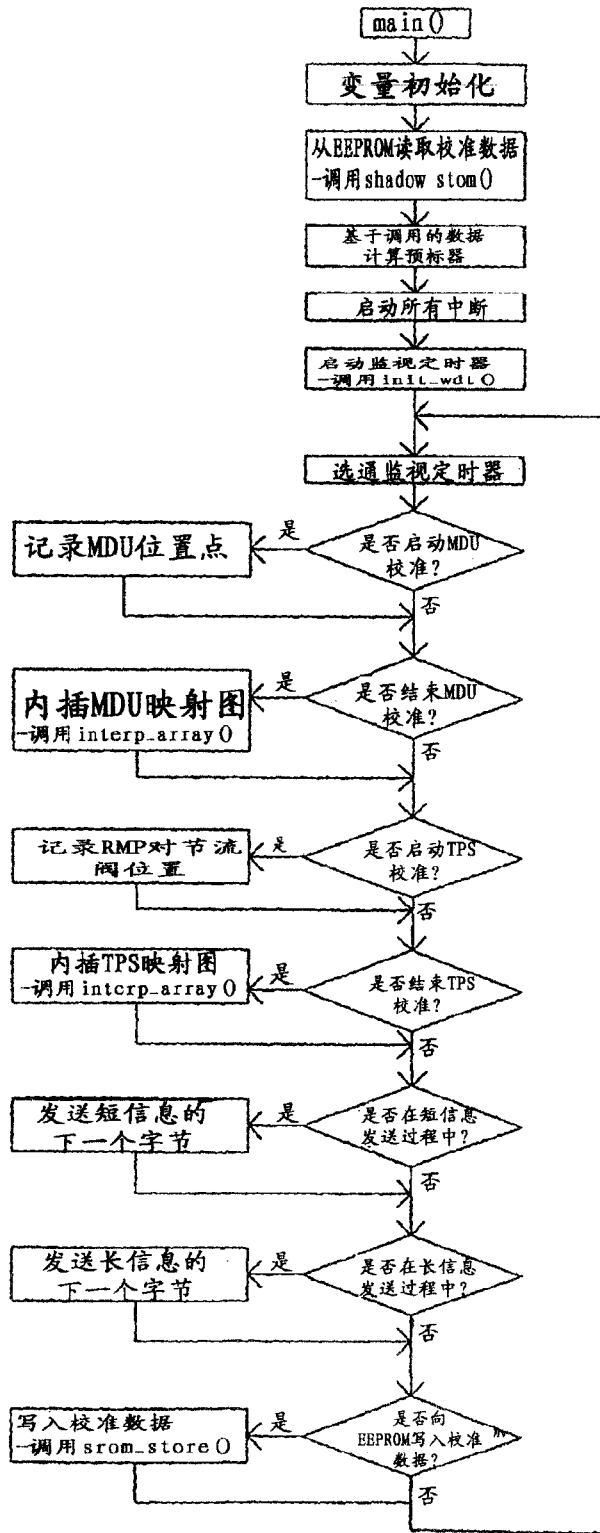 main()
变量初始化
从EEPROM读取校准数据
-调用shadow stom()
基于调用的数据
计算预标器
启动所有中断
启动监视定时器
-调用init_wdt()
选通监视定时器
是否启动MDU
校准?
是
记录MDU位置点
否
是否结束MDU
校准?
是
内插MDU映射图
-调用interp_array()
否
是否启动TPS
校准?
是
记录RMP对节流
阀位置
否
是否结束TPS
校准?
是
内插TPS映射图
-调用intcrp_array()
否
是否在短信息
发送过程中?
是
发送短信息的
下一个字节
否
是否在长信息
发送过程中?
是
发送长信息的
下一个字节
否
是否向
EEPROM写入校准
数据?
是
写入校准数据
-调用srom_store()
否